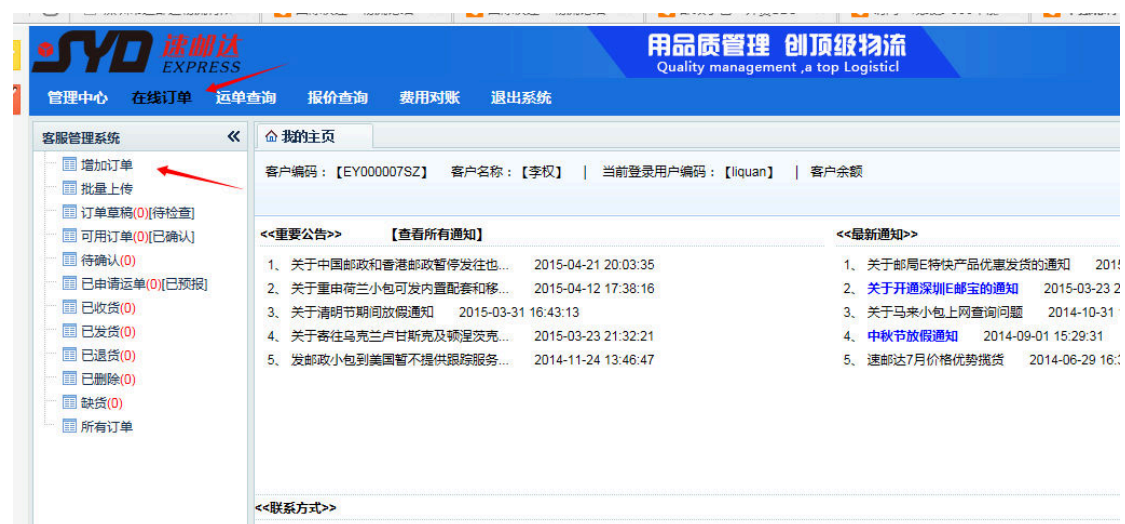 SYD 速邮达
EXPRESS
用品质管理 创顶级物流
Quality management ,a top Logisticl
管理中心 在线订单 运单查询 报价查询 费用对账 退出系统
客服管理系统 «
我的主页
增加订单
批量上传
订单草稿(0)[待检查]
可用订单(0)[已确认]
待确认(0)
已申请运单(0)[已预报]
已收货(0)
已发货(0)
已退货(0)
已删除(0)
缺货(0)
所有订单
客户编码：【EY000007SZ】 客户名称：【李权】 | 当前登录用户编码：【liquan】 | 客户余额
<<重要公告>> 【查看所有通知】
1、 关于中国邮政和香港邮政暂停发往也... 2015-04-21 20:03:35
2、 关于重申荷兰小包可发内置配套和移... 2015-04-12 17:38:16
3、 关于清明节期间放假通知 2015-03-31 16:43:13
4、 关于寄往乌克兰卢甘斯克及顿涅茨克... 2015-03-23 21:32:21
5、 发邮政小包到美国暂不提供跟踪服务... 2014-11-24 13:46:47
<<最新通知>>
1、 关于邮局E特快产品优惠发货的通知 201
2、 关于开通深圳E邮宝的通知 2015-03-23 2
3、 关于马来小包上网查询问题 2014-10-31
4、 中秋节放假通知 2014-09-01 15:29:31
5、 速邮达7月价格优势揽货 2014-06-29 16:
<<联系方式>>